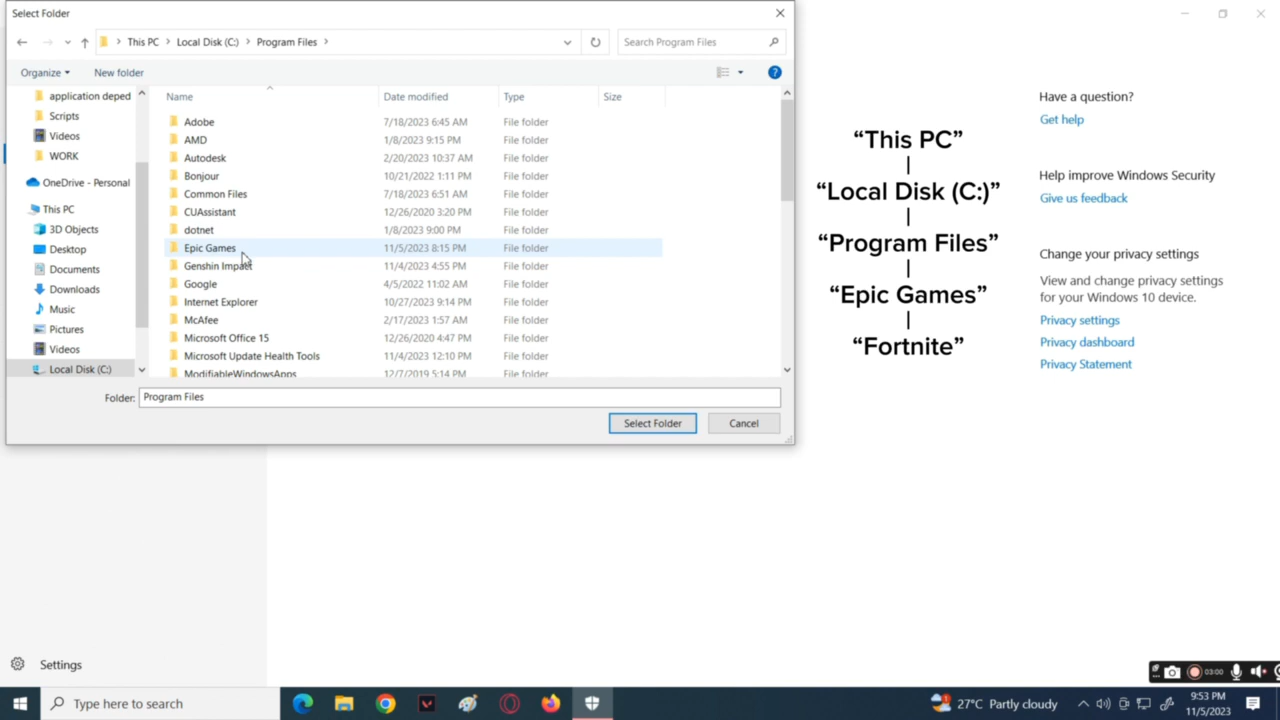 Select Folder
This PC
Local Disk (C:)
Program Files
Search Program Files
Organize
New folder
?
application deped
Scripts
Videos
WORK
OneDrive - Personal
This PC
3D Objects
Desktop
Documents
Downloads
Music
Pictures
Videos
Local Disk (C:)
Name Date modified Type Size
Adobe 7/18/2023 6:45 AM File folder
AMD 1/8/2023 9:15 PM File folder
Autodesk 2/20/2023 10:37 AM File folder
Bonjour 10/21/2022 1:11 PM File folder
Common Files 7/18/2023 6:51 AM File folder
CUAssistant 12/26/2020 3:20 PM File folder
dotnet 1/8/2023 9:00 PM File folder
Epic Games 11/5/2023 8:15 PM File folder
Genshin Impact 11/4/2023 4:55 PM File folder
Google 4/5/2022 11:02 AM File folder
Internet Explorer 10/27/2023 9:14 PM File folder
McAfee 2/17/2023 1:57 AM File folder
Microsoft Office 15 12/26/2020 4:47 PM File folder
Microsoft Update Health Tools 11/4/2023 12:10 PM File folder
ModifiableWindowsApps 12/7/2019 5:14 PM File folder
Folder: Program Files
Select Folder
Cancel
“This PC”
“Local Disk (C:)”
“Program Files”
“Epic Games”
“Fortnite”
Have a question?
Get help
Help improve Windows Security
Give us feedback
Change your privacy settings
View and change privacy settings
for your Windows 10 device.
Privacy settings
Privacy dashboard
Privacy Statement
Settings
03:00
Type here to search
27°C Partly cloudy
9:53 PM
11/5/2023